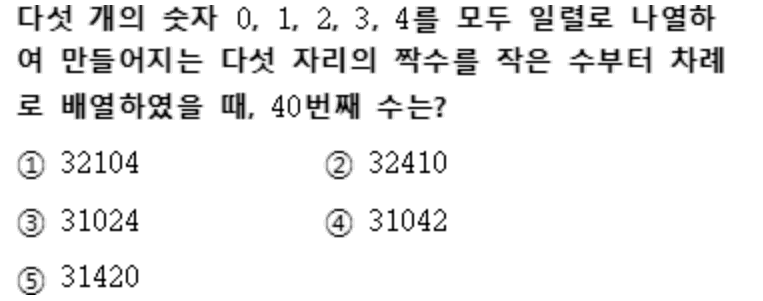 다섯 개의 숫자 0, 1, 2, 3, 4를 모두 일렬로 나열하
여 만들어지는 다섯 자리의 짝수를 작은 수부터 차례
로 배열하였을 때, 40번째 수는?
① 32104 ② 32410
③ 31024 ④ 31042
⑤ 31420